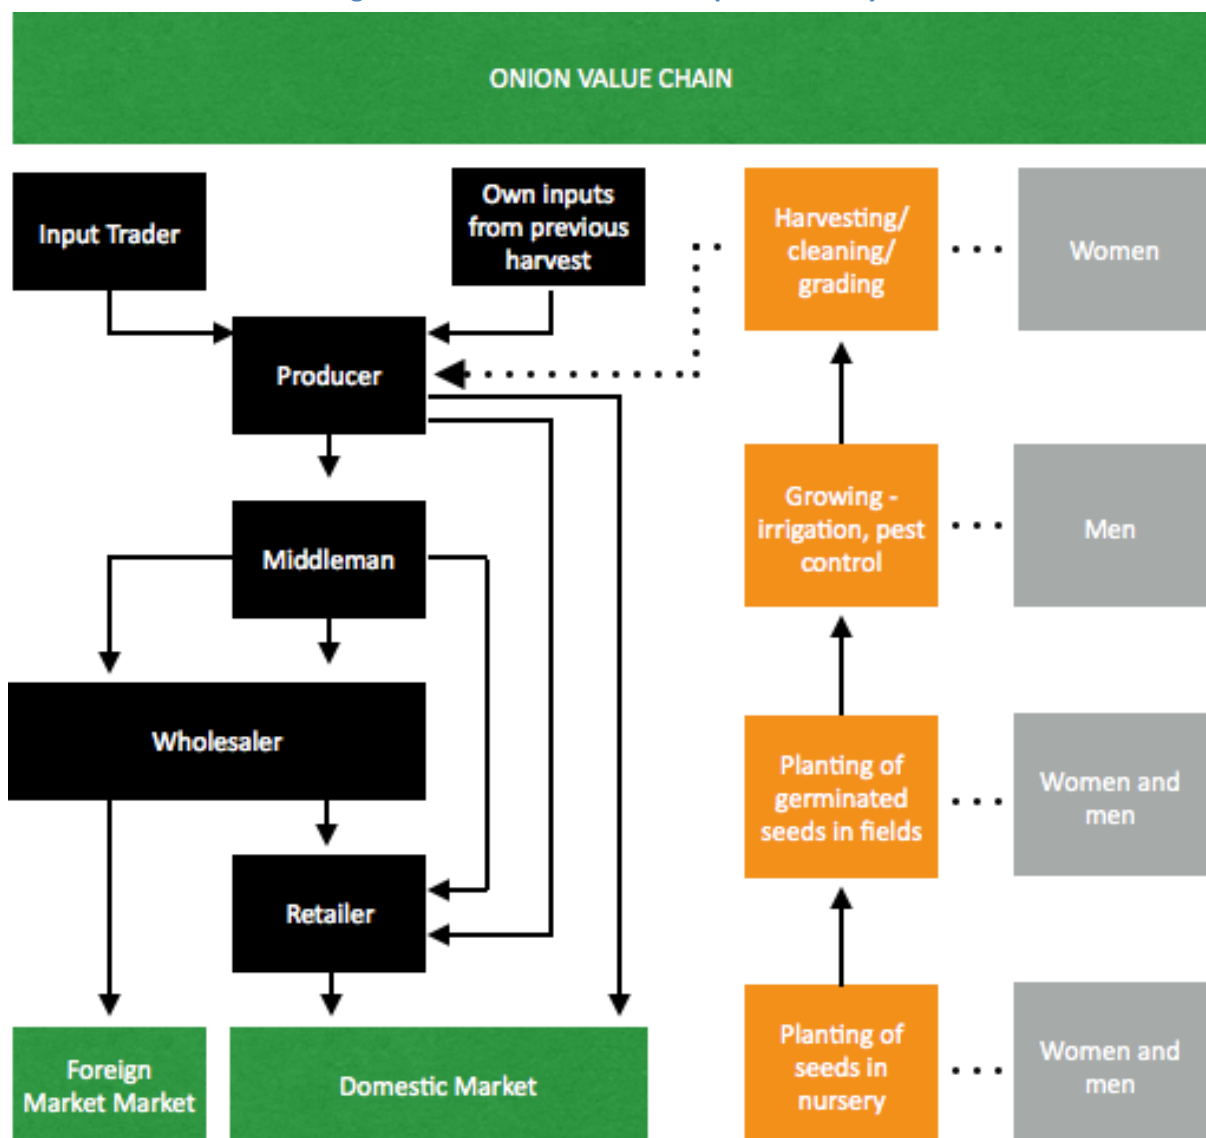 ONION VALUE CHAIN
Input Trader
Own inputs
from previous
harvest
Producer
Middleman
Wholesaler
Retailer
Foreign
Market Market
Domestic Market
Harvesting/
cleaning/
grading
Women
Growing -
irrigation, pest
control
Men
Planting of
germinated
seeds in fields
Women and
men
Planting of
seeds in
nursery
Women and
men